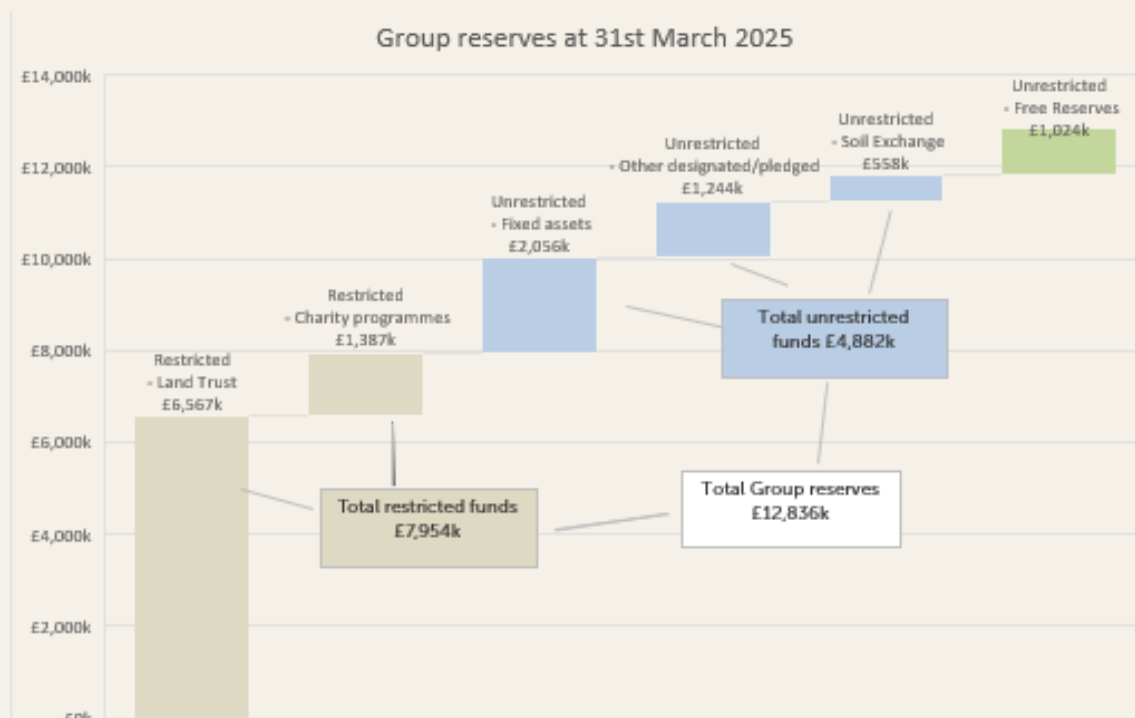 Group reserves at 31st March 2025
£14,000k
£12,000k
£10,000k
£8,000k
£6,000k
£4,000k
£2,000k
£0k
Restricted
- Land Trust
£6,567k
Restricted
- Charity programmes
£1,387k
Unrestricted
- Fixed assets
£2,056k
Unrestricted
- Other designated/pledged
£1,244k
Unrestricted
- Soil Exchange
£558k
Unrestricted
- Free Reserves
£1,024k
Total unrestricted
funds £4,882k
Total restricted funds
£7,954k
Total Group reserves
£12,836k